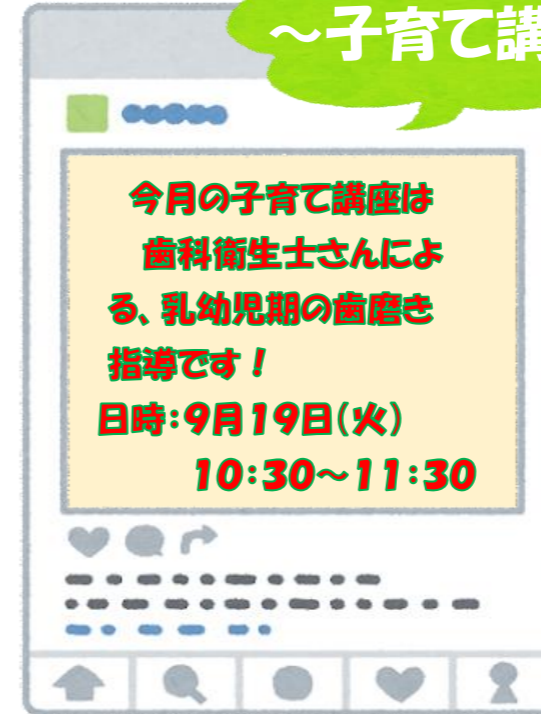 ～子育て講
今月の子育て講座は
歯科衛生士さんによ
る、乳幼児期の歯磨き
指導です！
日時：９月１９日（火）
１０：３０～１１：３０